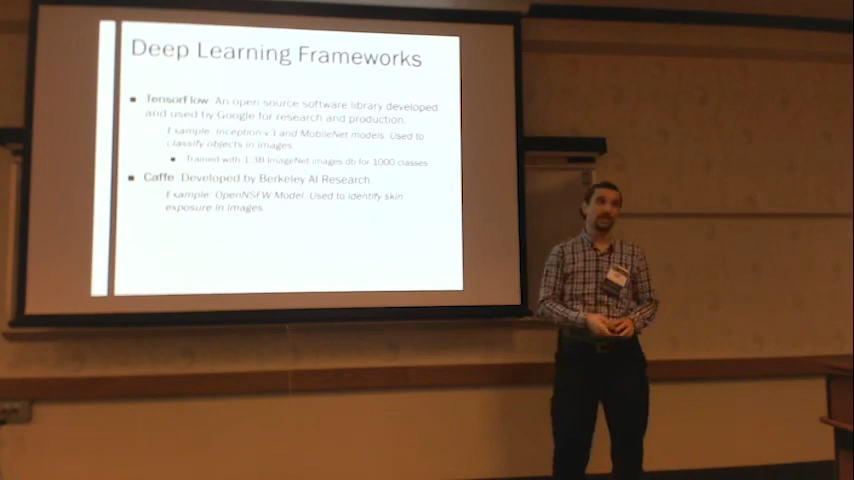 Deep Learning Frameworks
TensorFlow: An open source software library developed
and used by Google for research and production.
Example: Inception v.1 and MobileNet models. Used to
classify objects in images
Trained with 1.3B ImageNet images db for 1000 classes
Caffe: Developed by Berkeley AI Research
Example: OpenNSFW Model. Used to identify skin
exposure in images.